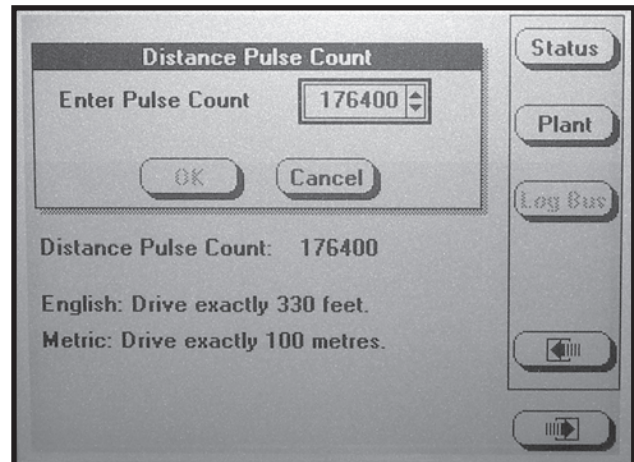 Distance Pulse Count
Enter Pulse Count 176400
OK Cancel
Distance Pulse Count: 176400
English: Drive exactly 330 feet.
Metric: Drive exactly 100 metres.
Status
Plant
Log Bus